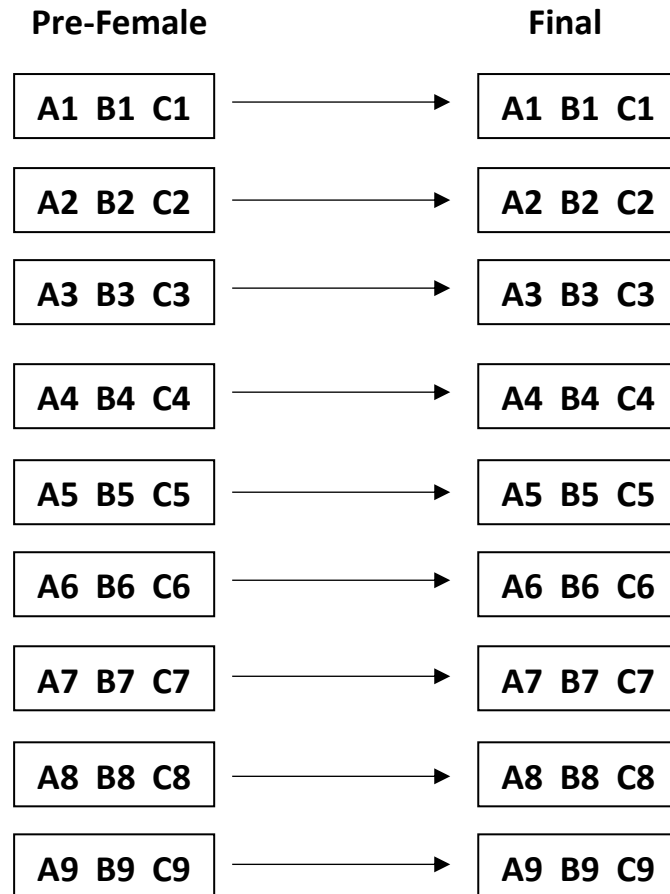 Pre-Female Final
A1 B1 C1 A1 B1 C1
A2 B2 C2 A2 B2 C2
A3 B3 C3 A3 B3 C3
A4 B4 C4 A4 B4 C4
A5 B5 C5 A5 B5 C5
A6 B6 C6 A6 B6 C6
A7 B7 C7 A7 B7 C7
A8 B8 C8 A8 B8 C8
A9 B9 C9 A9 B9 C9